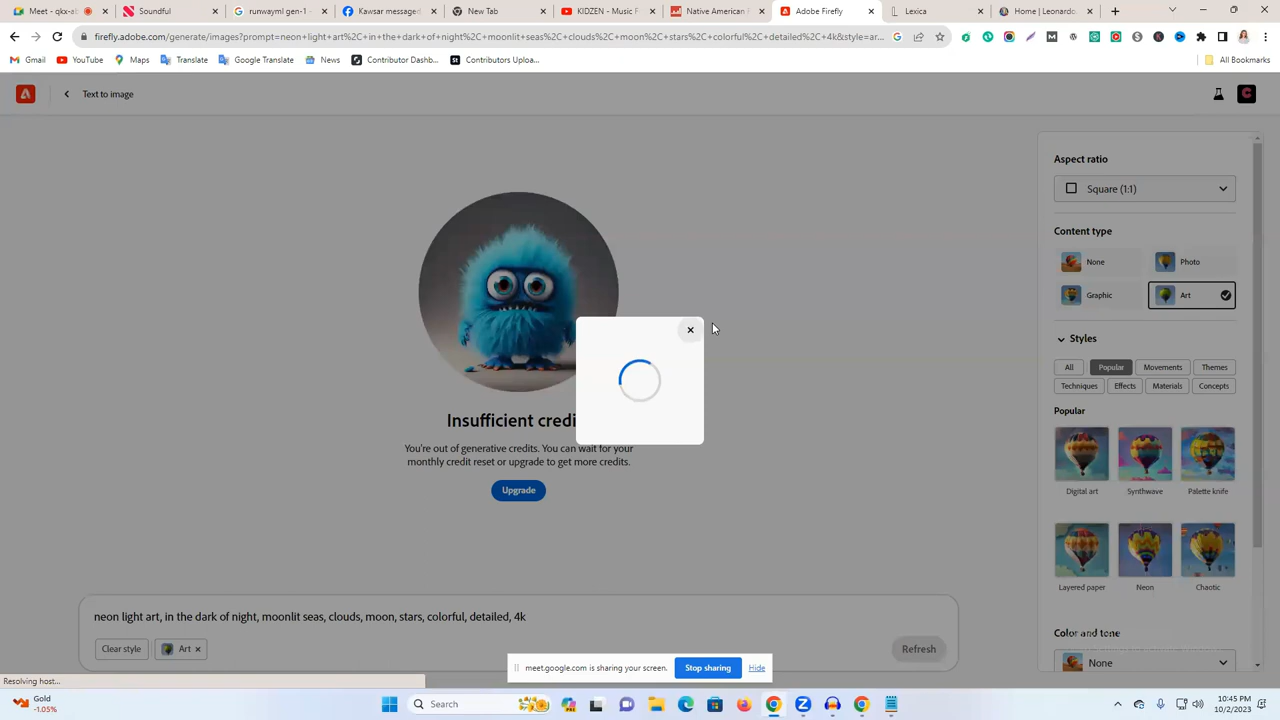 Meet - qkx-ab
Soundful
runwayml gen-1 -
Kavsar messaged
New Tab
KIDZEN - Music F
Native American F
Adobe Firefly
Lexica
Home | Leonardo.
firefly.adobe.com/generate/images?prompt=neon+light+art%2C+in+the+dark+of+night%2C+moonlit+seas%2C+clouds%2C+moon%2C+stars%2C+colorful%2C+detailed%2C+4k&style=ar...
Gmail
YouTube
Maps
Translate
Google Translate
News
Contributor Dashb...
Contributors Uploa...
All Bookmarks
Text to image
Aspect ratio
Square (1:1)
Content type
None
Photo
Graphic
Art
Styles
All
Popular
Movements
Themes
Techniques
Effects
Materials
Concepts
Popular
Digital art
Synthwave
Palette knife
Layered paper
Neon
Chaotic
Color and tone
None
Insufficient credi
You're out of generative credits. You can wait for your
monthly credit reset or upgrade to get more credits.
Upgrade
neon light art, in the dark of night, moonlit seas, clouds, moon, stars, colorful, detailed, 4k
Clear style
Art
Refresh
meet.google.com is sharing your screen.
Stop sharing
Hide
Resolving host...
Gold
-1.05%
Search
10:45 PM
10/2/2023